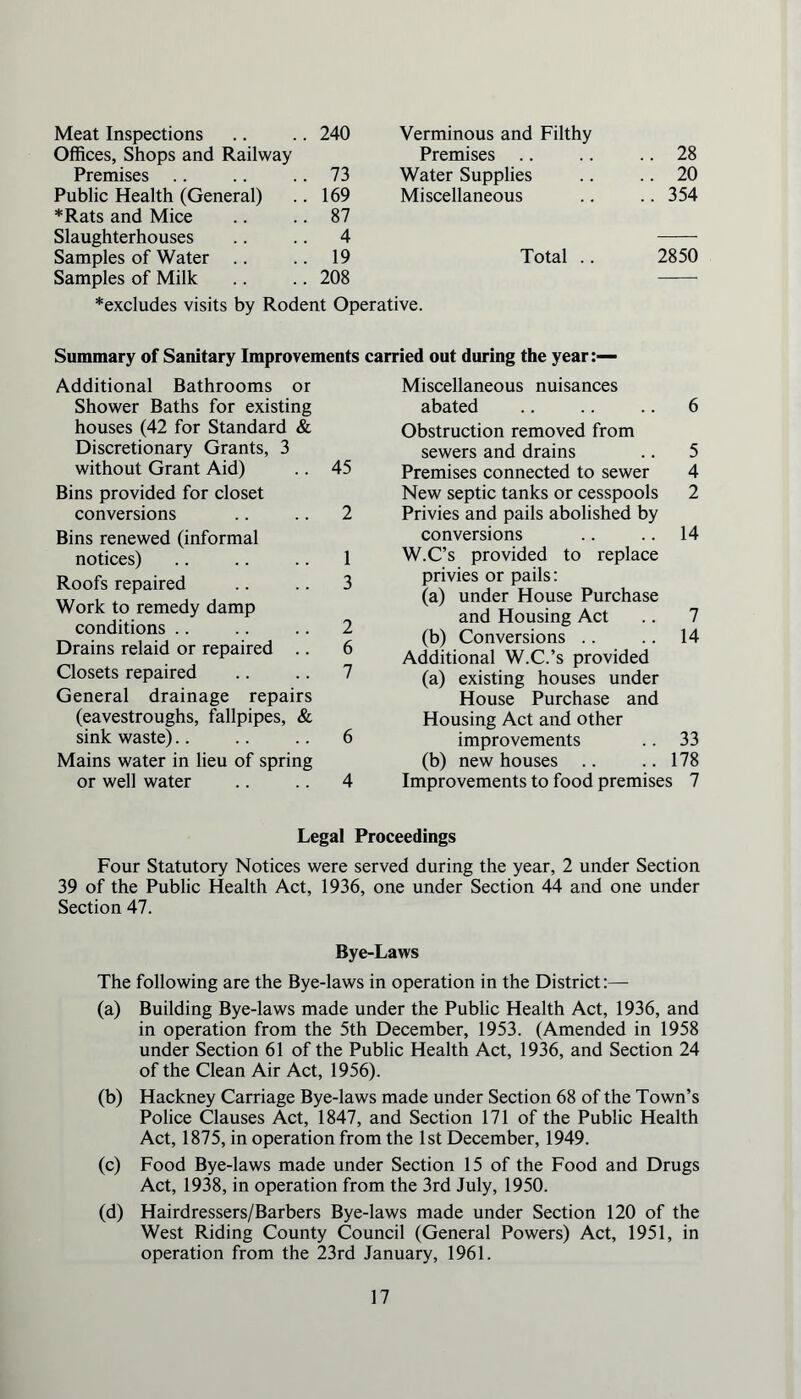 Meat Inspections .. .. 240
Offices, Shops and Railway
Premises .. .. .. 73
Public Health (General) .. 169
*Rats and Mice .. .. 87
Slaughterhouses .. .. 4
Samples of Water .. .. 19
Samples of Milk .. .. 208
Verminous and Filthy
Premises .. .. .. 28
Water Supplies .. .. 20
Miscellaneous .. .. 354
Total .. 2850
*excludes visits by Rodent Operative.
Summary of Sanitary Improvements carried out during the year:—
Additional Bathrooms or
Shower Baths for existing
houses (42 for Standard &
Discretionary Grants, 3
without Grant Aid) .. 45
Bins provided for closet
conversions .. .. 2
Bins renewed (informal
notices) .. .. .. 1
Roofs repaired .. .. 3
Work to remedy damp
conditions .. .. .. 2
Drains relaid or repaired .. 6
Closets repaired .. .. 7
General drainage repairs
(eavestroughs, fallpipes, &
sink waste).. .. .. 6
Mains water in lieu of spring
or well water .. .. 4
Miscellaneous nuisances
abated .. .. .. 6
Obstruction removed from
sewers and drains .. 5
Premises connected to sewer 4
New septic tanks or cesspools 2
Privies and pails abolished by
conversions .. .. 14
W.C's provided to replace
privies or pails:
(a) under House Purchase
and Housing Act .. 7
(b) Conversions .. .. 14
Additional W.C.'s provided
(a) existing houses under
House Purchase and
Housing Act and other
improvements .. 33
(b) new houses .. .. 178
Improvements to food premises 7
Legal Proceedings
Four Statutory Notices were served during the year, 2 under Section
39 of the Public Health Act, 1936, one under Section 44 and one under
Section 47.
Bye-Laws
The following are the Bye-laws in operation in the District:—
(a) Building Bye-laws made under the Public Health Act, 1936, and
in operation from the 5th December, 1953. (Amended in 1958
under Section 61 of the Public Health Act, 1936, and Section 24
of the Clean Air Act, 1956).
(b) Hackney Carriage Bye-laws made under Section 68 of the Town's
Police Clauses Act, 1847, and Section 171 of the Public Health
Act, 1875, in operation from the 1st December, 1949.
(c) Food Bye-laws made under Section 15 of the Food and Drugs
Act, 1938, in operation from the 3rd July, 1950.
(d) Hairdressers/Barbers Bye-laws made under Section 120 of the
West Riding County Council (General Powers) Act, 1951, in
operation from the 23rd January, 1961.
17